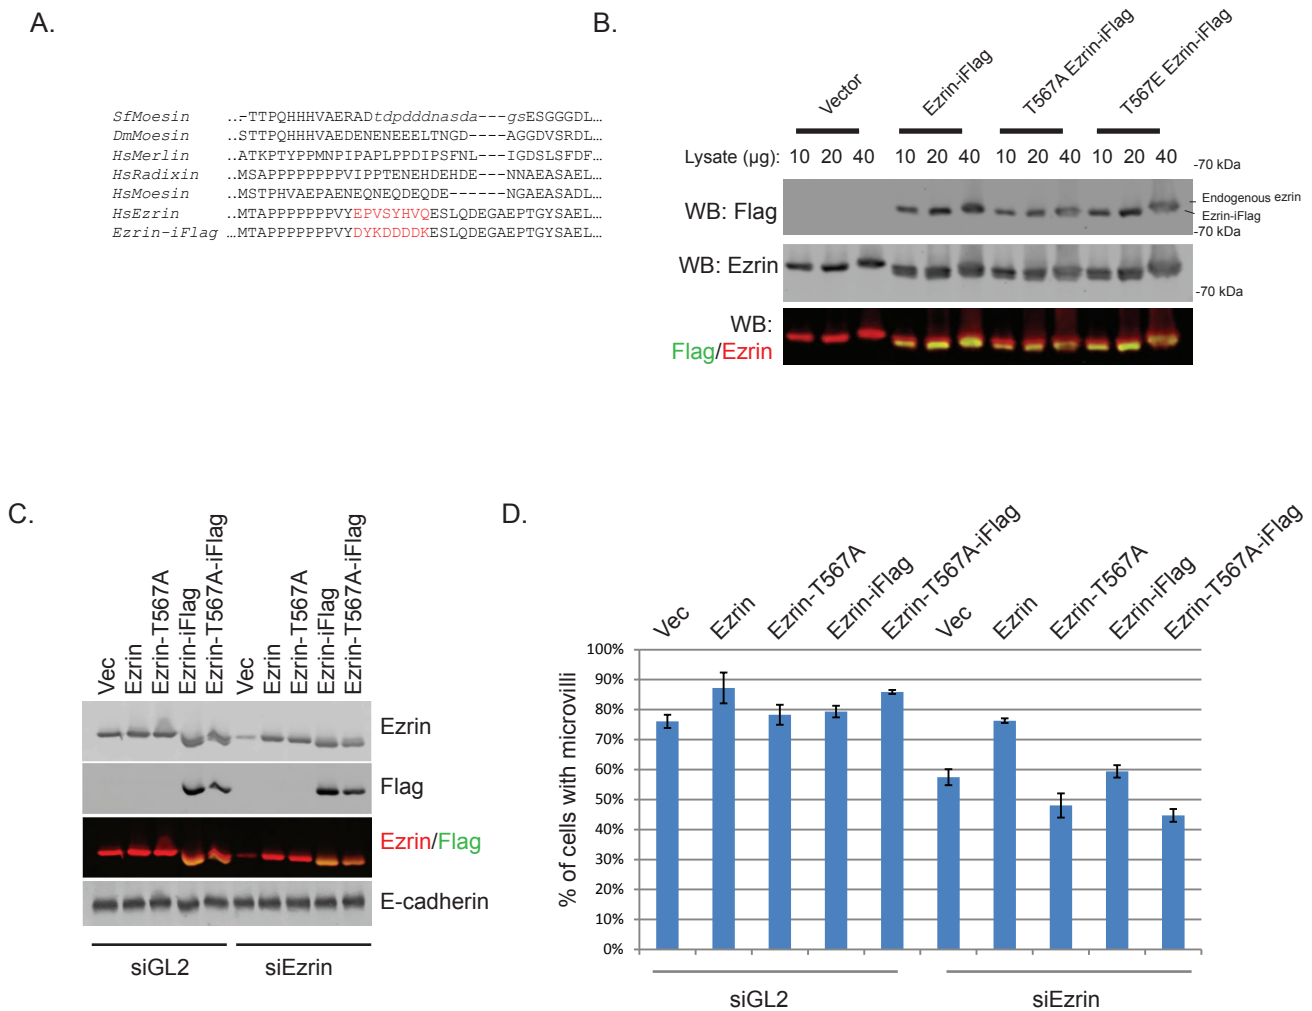 A.
SfMoesin ..-TTPQHHHVAERADtdpdddnasda---gsESGGGDL...
DmMoesin ...STTPQHHHVAERAEDENENEEELTNGD----AGGDVSRDL...
HsMerlin ...ATKPTYPPMNPIPAPLPPDIPSFNL----IGDSLSFDF...
HsRadixin ...MSAPPPPPPPPVIPPTENEHDEHDE----NNAEASAEL...
HsMoesin ...MSTPHVAEPAENEQNEQDEQDE------NGAEASADL...
HsEzrin ...MTAPPPPPPPVYEPVSYHVQESLQDEGAEPTGYSAEL...
Ezrin-iFlag ...MTAPPPPPPPVYDYKDDDDKESLQDEGAEPTGYSAEL...
B.
Vector
Ezrin-iFlag
T567A Ezrin-iFlag
T567E Ezrin-iFlag
Lysate (µg): 10 20 40 10 20 40 10 20 40 10 20 40
-70 kDa
WB: Flag
Endogenous ezrin
Ezrin-iFlag
-70 kDa
WB: Ezrin
-70 kDa
WB:
Flag/Ezrin
C.
Vec
Ezrin
Ezrin-T567A
Ezrin-iFlag
Ezrin-T567A-iFlag
Vec
Ezrin
Ezrin-T567A
Ezrin-iFlag
Ezrin-T567A-iFlag
Ezrin
Flag
Ezrin/Flag
E-cadherin
siGL2
siEzrin
D.
Vec
Ezrin
Ezrin-T567A
Ezrin-iFlag
Ezrin-T567A-iFlag
Vec
Ezrin
Ezrin-T567A
Ezrin-iFlag
Ezrin-T567A-iFlag
% of cells with microvilli
100%
90%
80%
70%
60%
50%
40%
30%
20%
10%
0%
siGL2
siEzrin